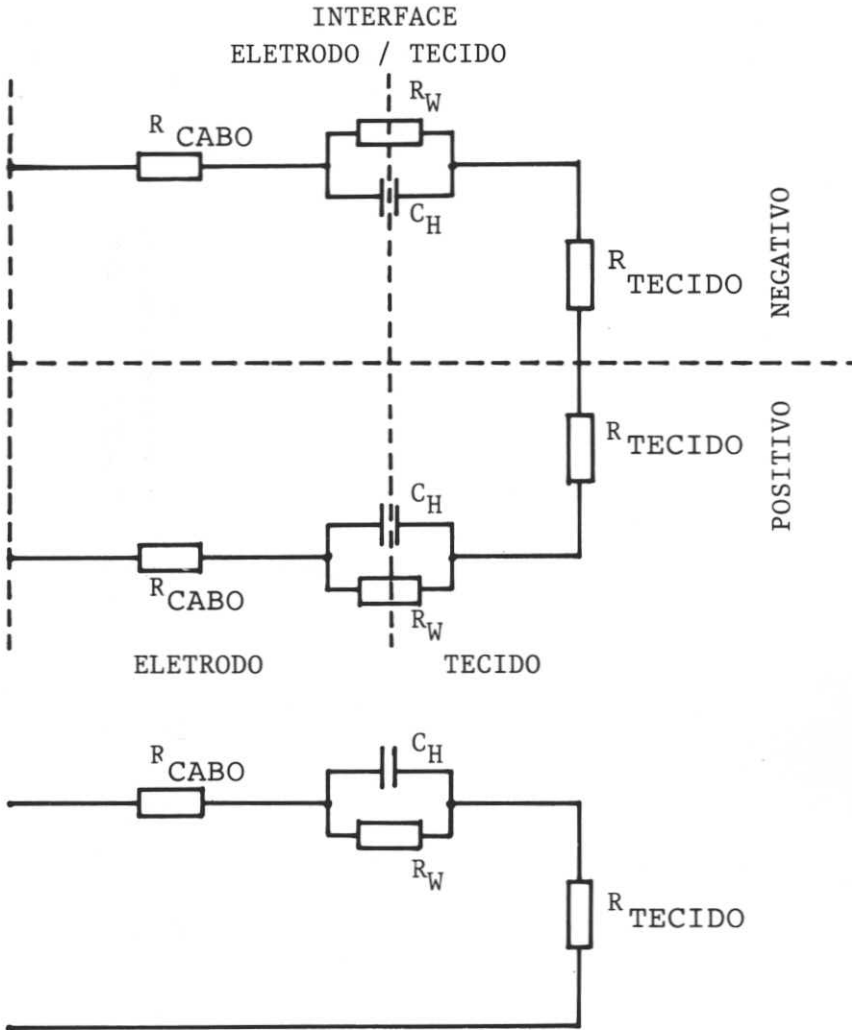 INTERFACE
ELETRODO / TECIDO
R_W
R_CABO
C_H
R_TECIDO
NEGATIVO
R_TECIDO
POSITIVO
C_H
R_CABO
R_W
ELETRODO
TECIDO
R_CABO
C_H
R_W
R_TECIDO